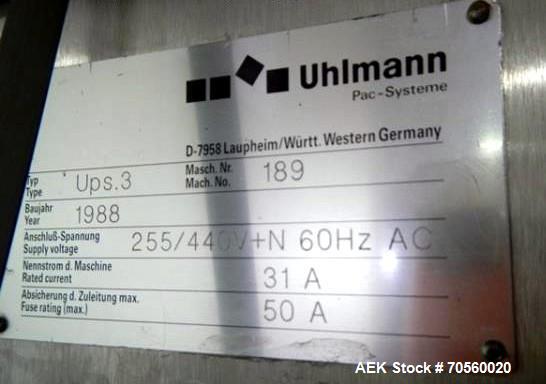 Uhlmann
Pac-Systeme
D-7958 Laupheim/Württ. Western Germany
Typ
Type
Ups.3
Masch. Nr.
Mach. No.
189
Baujahr
Year
1988
Anschluß-Spannung
Supply voltage
255/440V+N 60Hz AC
Nennstrom d. Maschine
Rated current
31 A
Absicherung d. Zuleitung max.
Fuse rating (max.)
50 A
AEK Stock # 70560020